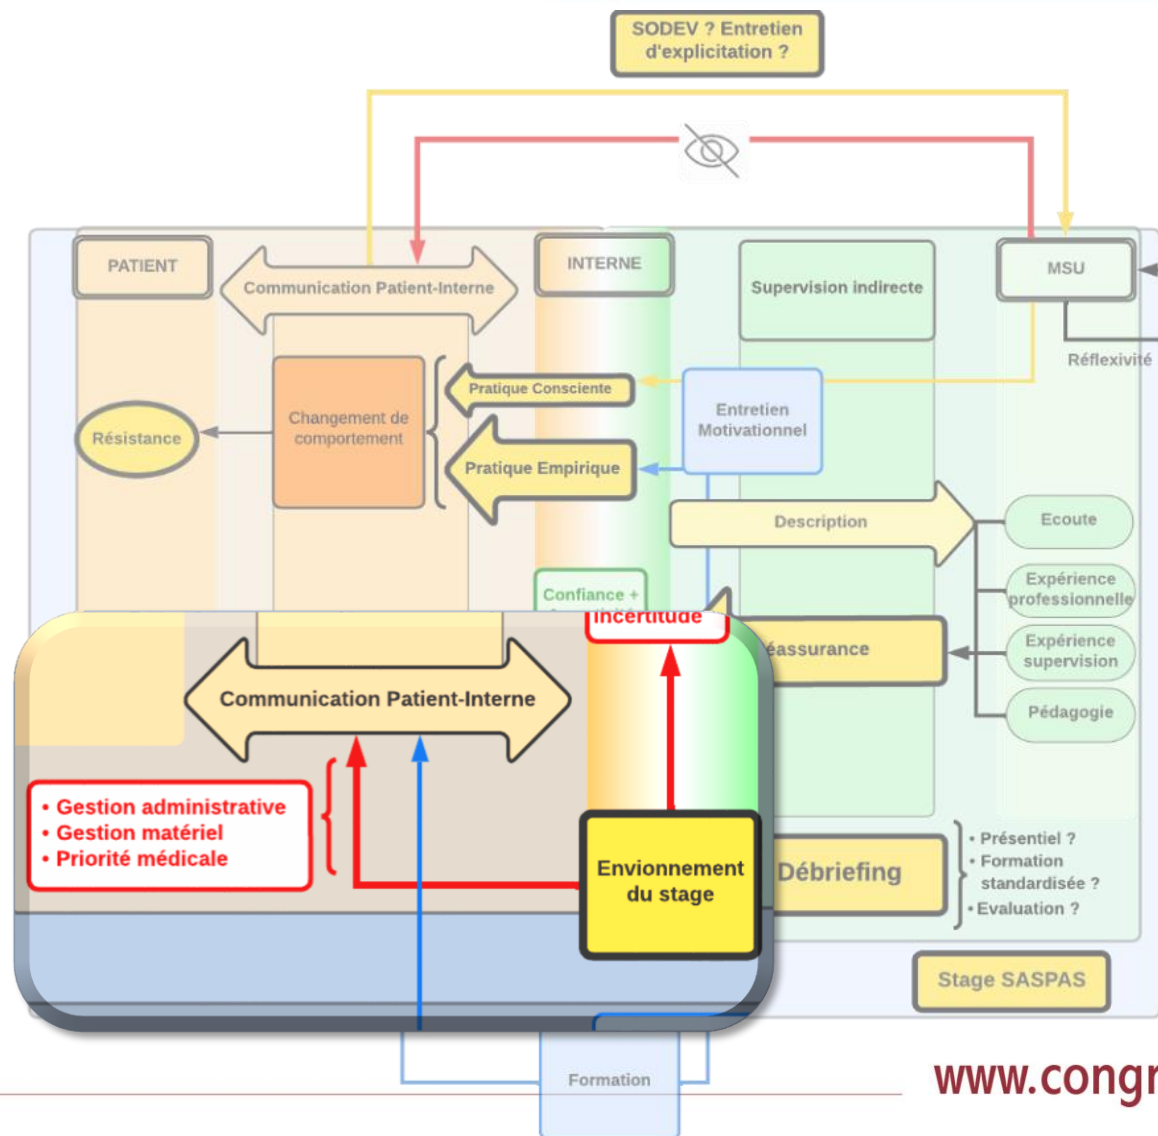 SODEV ? Entretien
d'explicitation ?
PATIENT
Communication Patient-Interne
INTERNE
Supervision indirecte
MSU
Réflexivité
Pratique Consciente
Changement de
comportement
Résistance
Entretien
Motivationnel
Pratique Empirique
Description
Ecoute
Expérience
professionnelle
Confiance +
Incertitude
éassurance
Expérience
supervision
Pédagogie
Communication Patient-Interne
• Gestion administrative
• Gestion matériel
• Priorité médicale
Envionnement
du stage
Débriefing
• Présentiel ?
• Formation
standardisée ?
• Evaluation ?
Stage SASPAS
Formation
www.congr